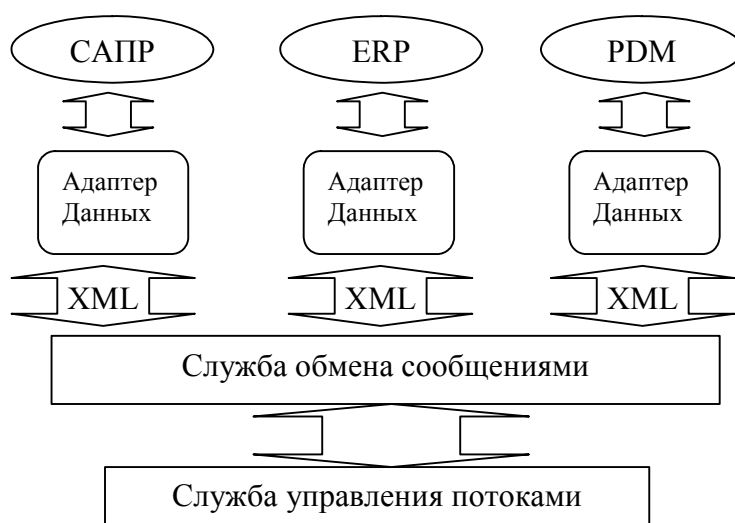 САПР
ERP
PDM
Адаптер
Данных
Адаптер
Данных
Адаптер
Данных
XML
XML
XML
Служба обмена сообщениями
Служба управления потоками